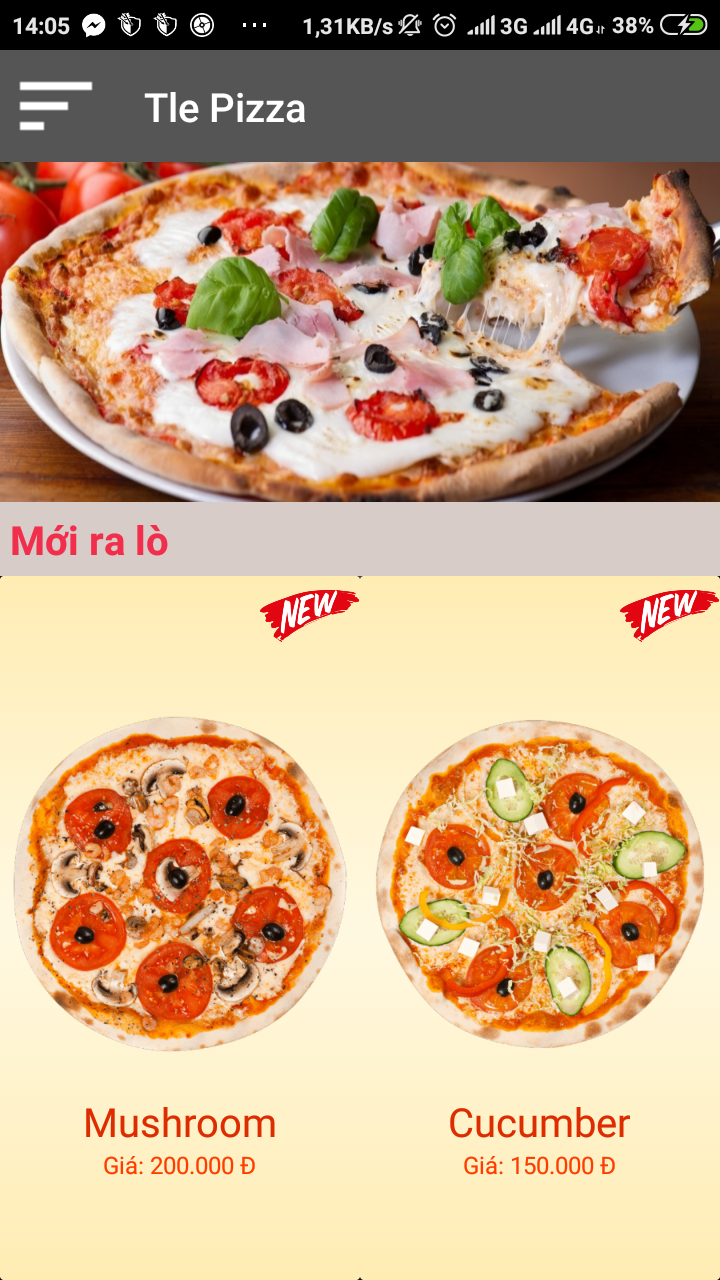 14:05 ... 1,31KB/s 3G 4G 38%
Tle Pizza
Mới ra lò
NEW NEW
Mushroom Cucumber
Giá: 200.000 Đ Giá: 150.000 Đ